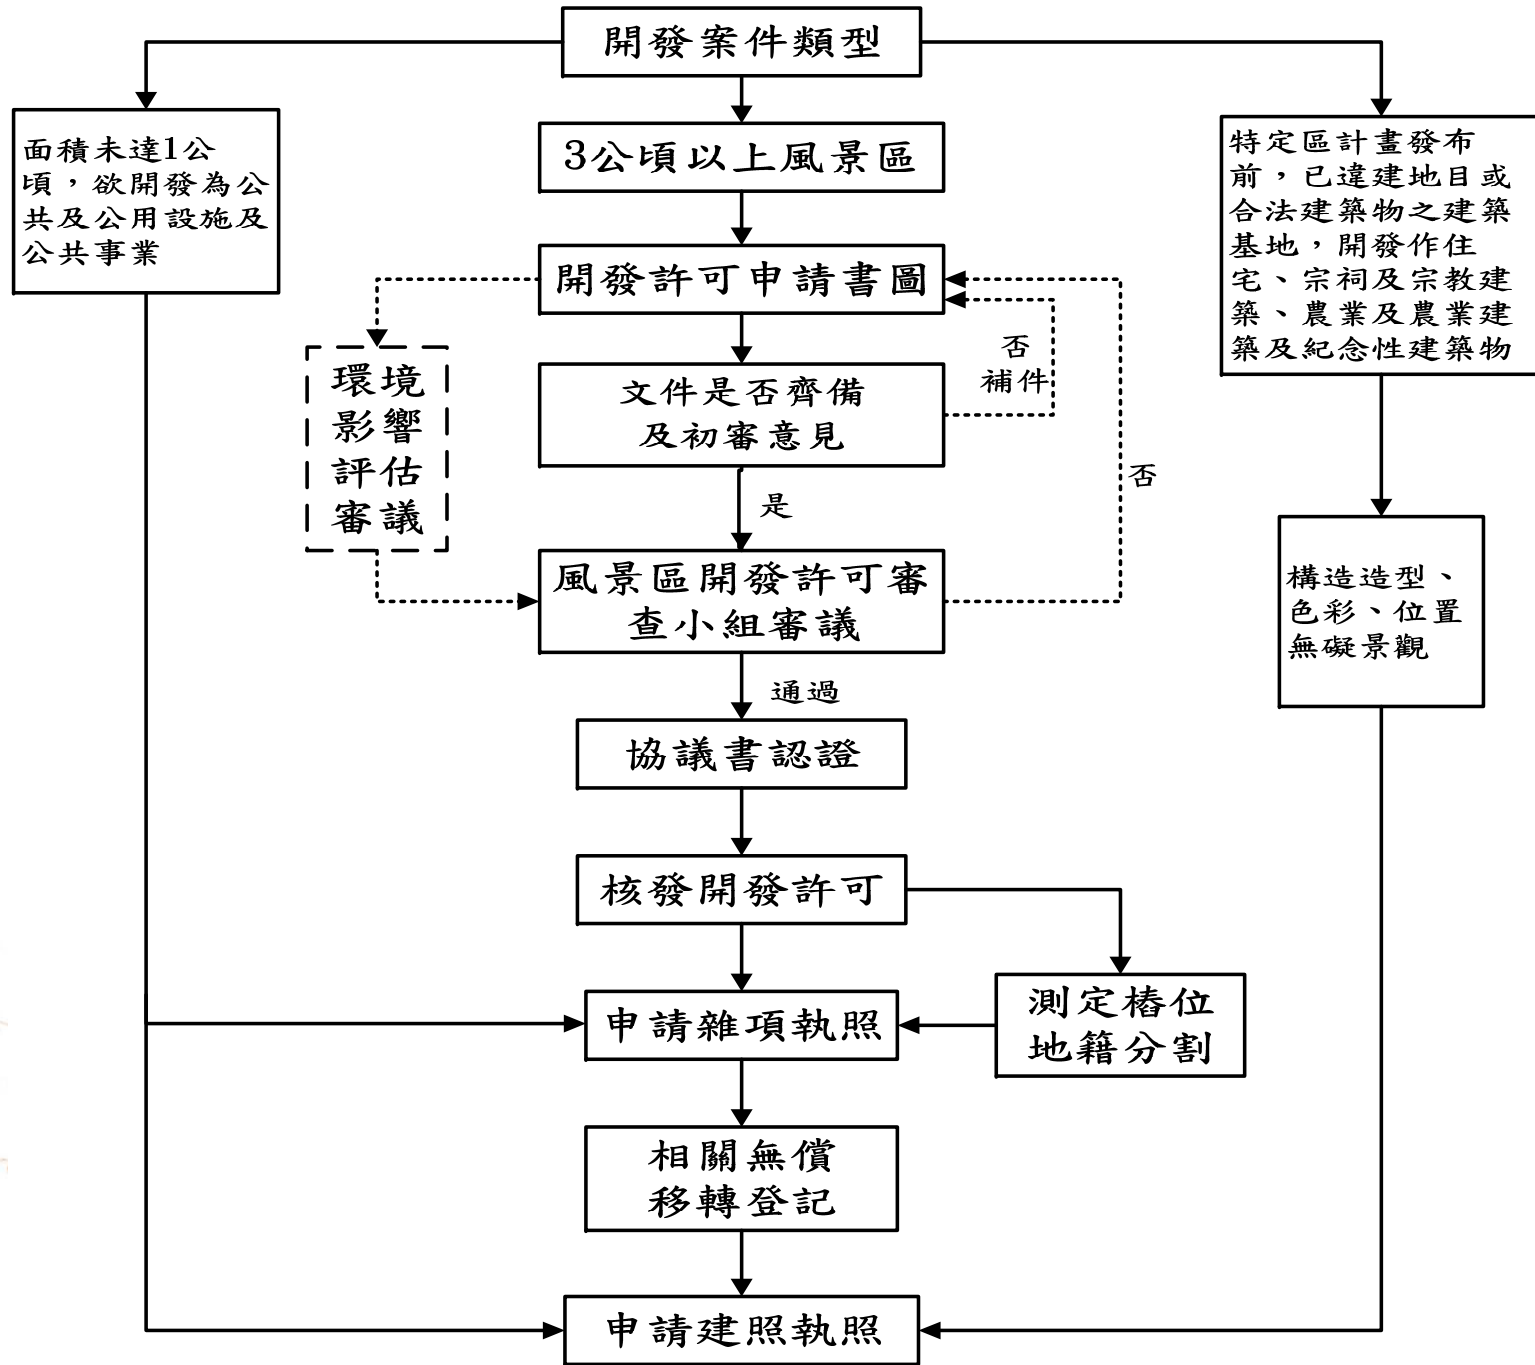 開發案件類型
面積未達1公
頃，欲開發為公
共及公用設施及
公共事業
3公頃以上風景區
特定區計畫發布
前，已違建地目或
合法建築物之建築
基地，開發作住
宅、宗祠及宗教建
築、農業及農業建
築及紀念性建築物
開發許可申請書圖
環境
影響
評估
審議
文件是否齊備
及初審意見
否
補件
否
是
風景區開發許可審
查小組審議
構造造型、
色彩、位置
無礙景觀
通過
協議書認證
核發開發許可
測定樁位
地籍分割
申請雜項執照
相關無償
移轉登記
申請建照執照